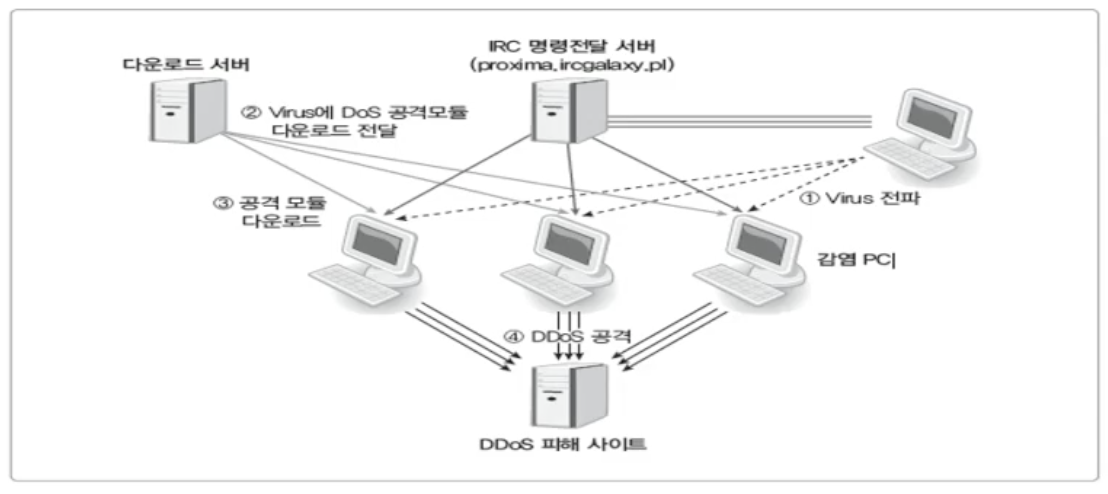 IRC 명령전달 서버
(proxima.ircgalaxy.pl)
다운로드 서버
② Virus에 DoS 공격모듈
다운로드 전달
① Virus 전파
③ 공격 모듈
다운로드
감염 PC
④ DDoS 공격
DDoS 피해 사이트